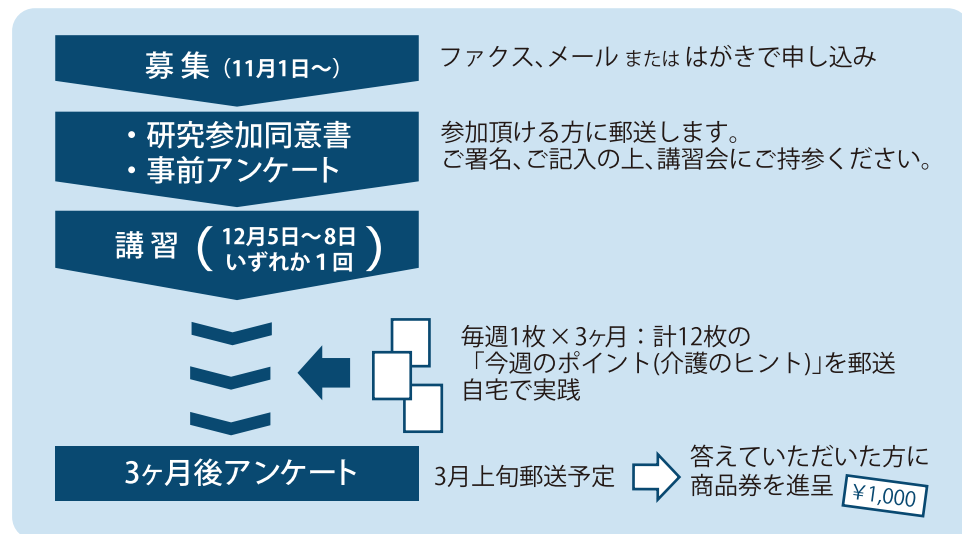 募集（11月1日～）
ファクス、メール または はがきで申し込み
・研究参加同意書
・事前アンケート
参加頂ける方に郵送します。
ご署名、ご記入の上、講習会にご持参ください。
講習（12月5日～8日
いずれか1回）
毎週1枚×3ヶ月：計12枚の
「今週のポイント(介護のヒント)」を郵送
自宅で実践
3ヶ月後アンケート
3月上旬郵送予定
答えていただいた方に
商品券を進呈
¥1,000